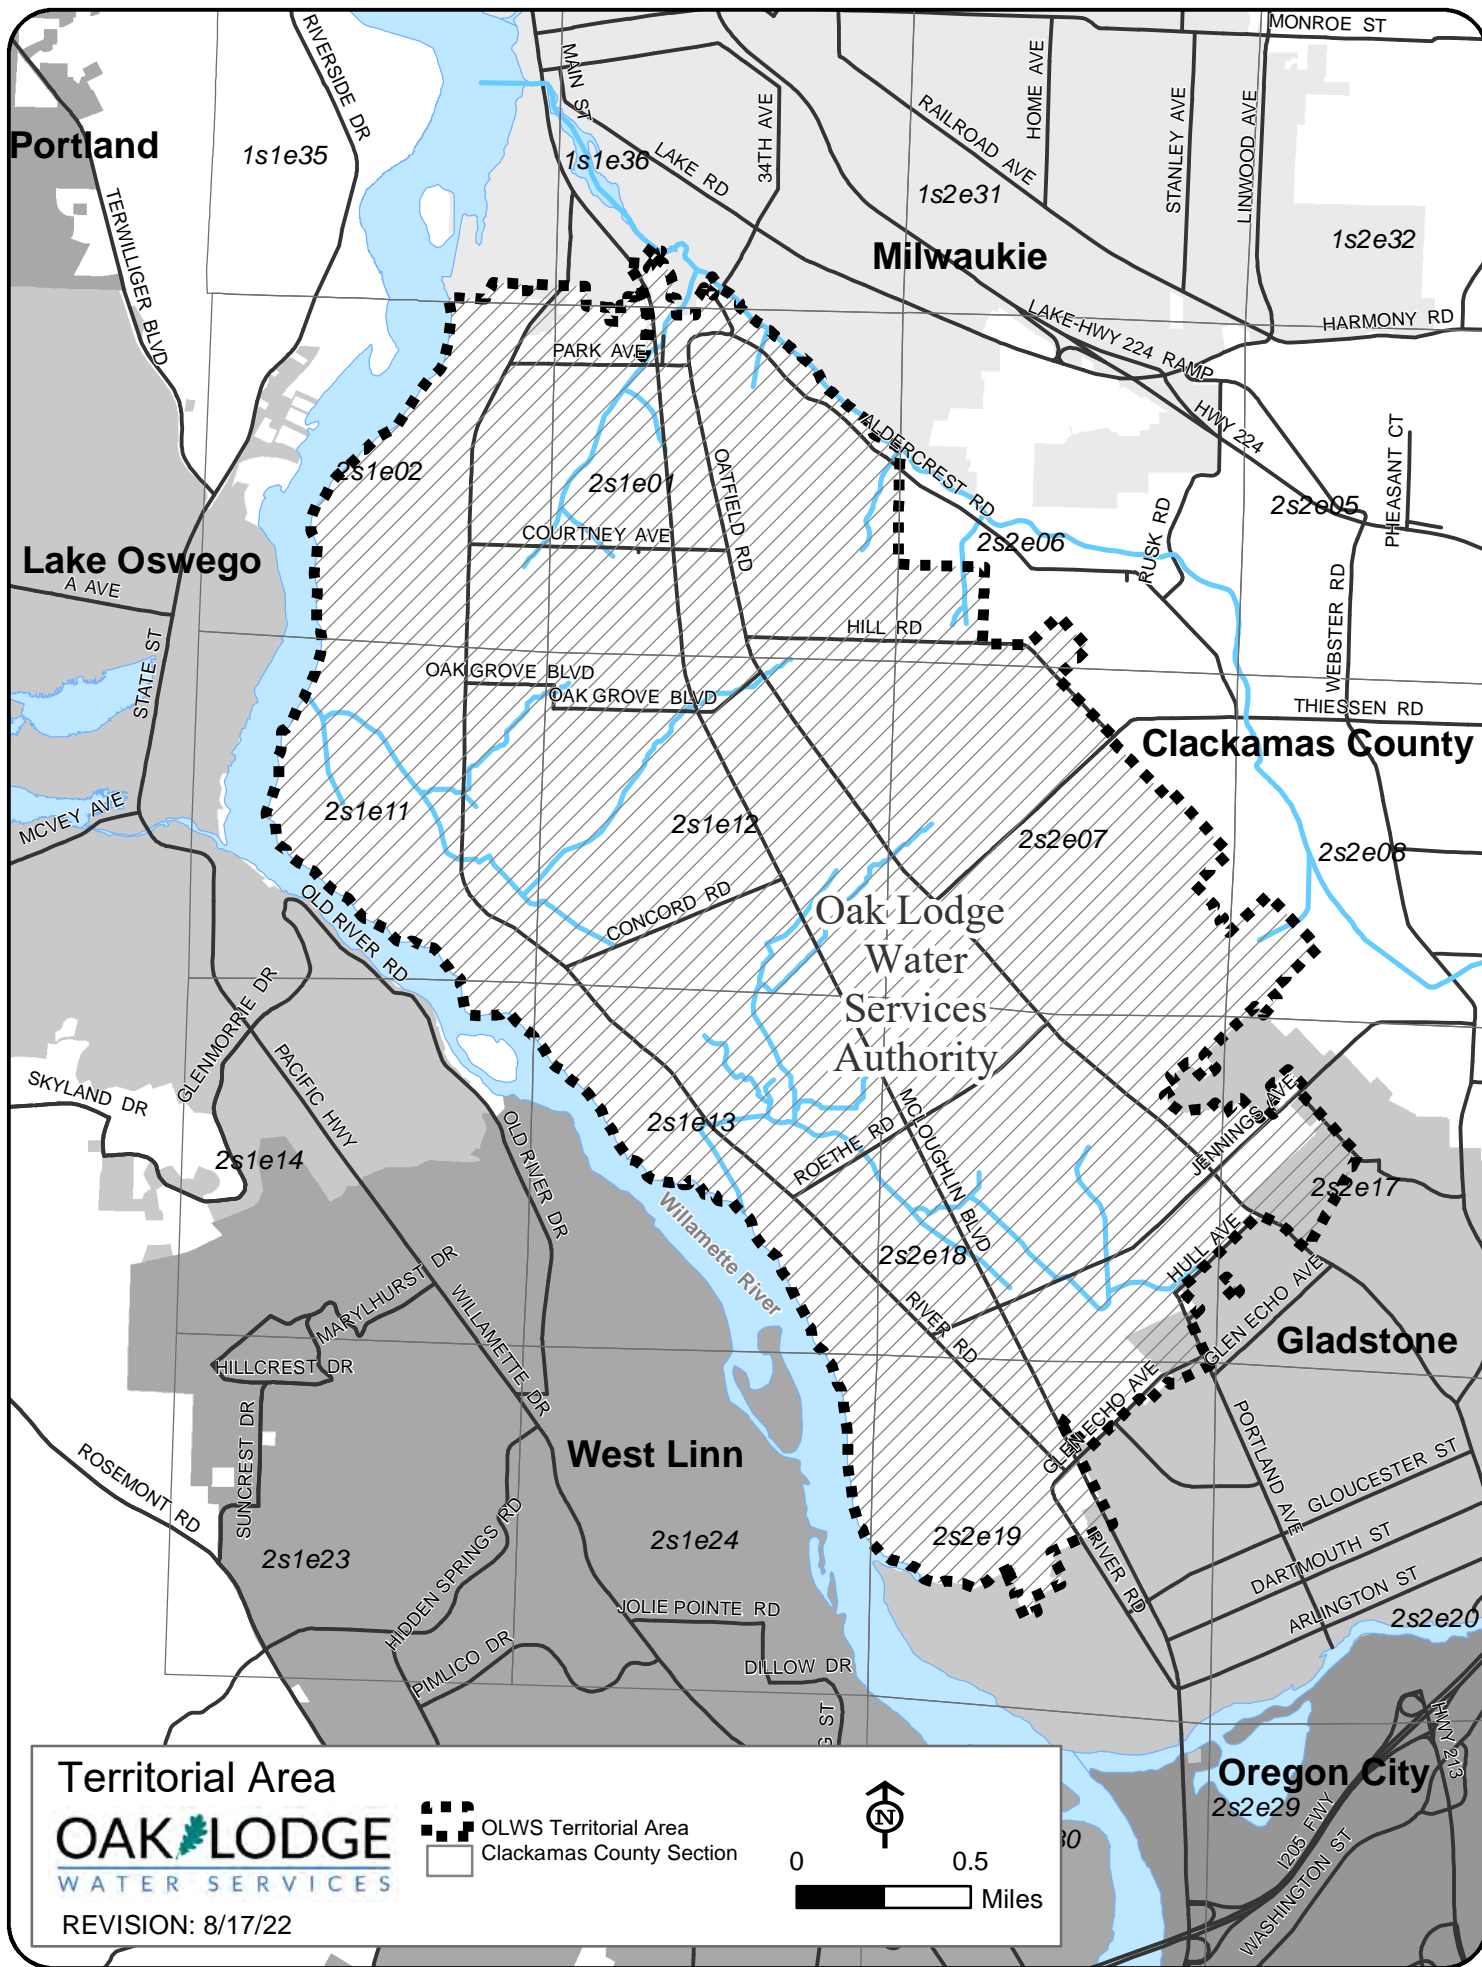 MONROE ST
RIVERSIDE DR
MAIN ST
HOME AVE
34TH AVE
RAILROAD AVE
STANLEY AVE
LINWOOD AVE
Portland
1s1e35
1s1e36
LAKE RD
1s2e31
1s2e32
TERWILLIGER BLVD
Milwaukie
LAKE-HWY 224 RAMP
HARMONY RD
PARK AVE
HWY 224
ALDERCREST RD
PHEASANT CT
2s1e02
2s1e01
OATFIELD RD
2s2e05
COURTNEY AVE
2s2e06
RUSK RD
Lake Oswego
A AVE
WEBSTER RD
HILL RD
STATE ST
OAK GROVE BLVD
OAK GROVE BLVD
THIESSEN RD
Clackamas County
MCVEY AVE
2s1e11
2s1e12
2s2e07
2s2e08
OLD RIVER RD
CONCORD RD
Oak Lodge
Water
Services
Authority
GLENMORRIE DR
PACIFIC HWY
SKYLAND DR
2s1e14
OLD RIVER DR
2s1e13
ROETHE RD
MCLOUGHLIN BLVD
JENNINGS AVE
2s2e17
Willamette River
2s2e18
HULL AVE
MARYLHURST DR
WILLAMETTE DR
RIVER RD
GLEN ECHO AVE
Gladstone
HILLCREST DR
GLEN ECHO AVE
SUNCREST DR
ROSEMONT RD
West Linn
PORTLAND AVE
GLOUCESTER ST
2s1e23
HIDDEN SPRINGS RD
2s1e24
2s2e19
RIVER RD
DARTMOUTH ST
ARLINGTON ST
2s2e20
JOLIE POINTE RD
PIMLICO DR
DILLOW DR
G ST
HWY 213
Oregon City
2s2e29
I205 FWY
WASHINGTON ST
30
Territorial Area
OAK LODGE
WATER SERVICES
REVISION: 8/17/22
OLWS Territorial Area
Clackamas County Section
N
0 0.5
Miles